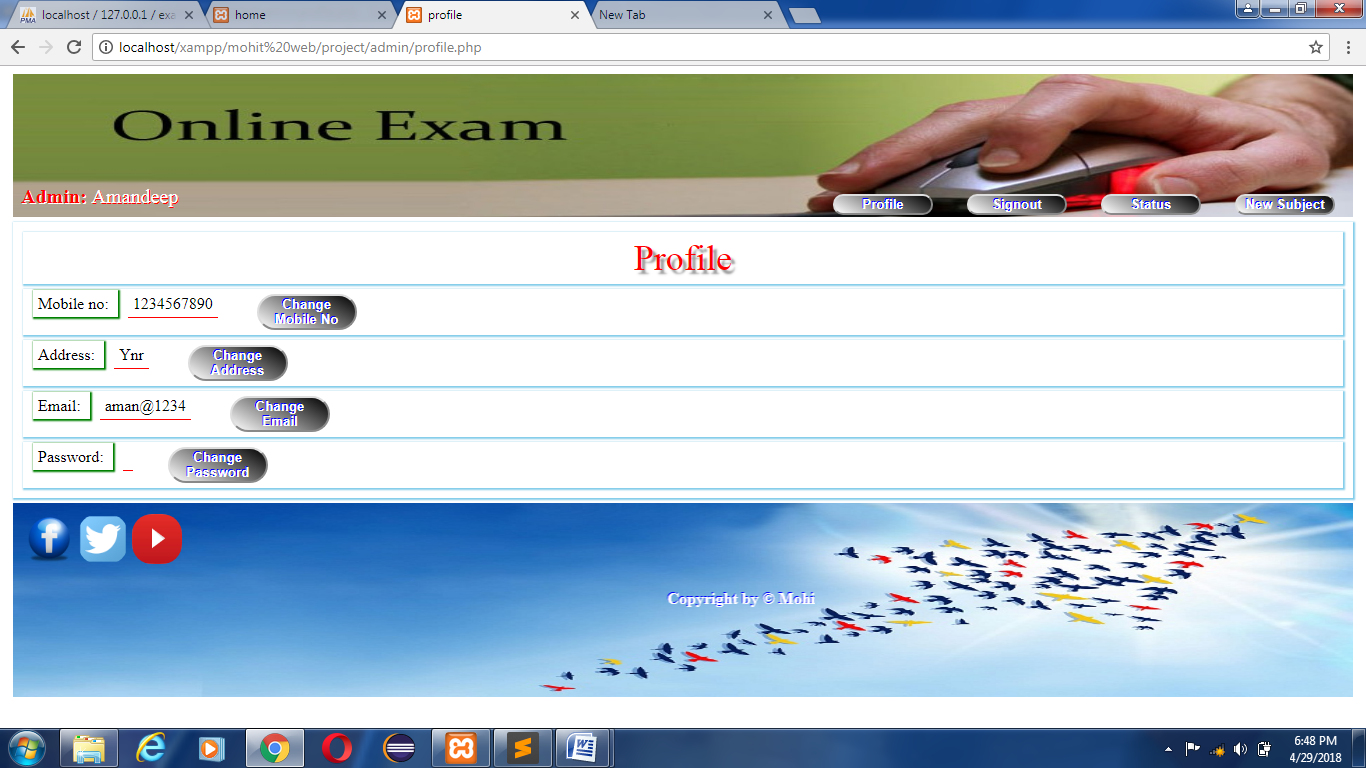 localhost / 127.0.0.1 / exa
home
profile
New Tab
localhost/xampp/mohit%20web/project/admin/profile.php
Online Exam
Admin: Amandeep
Profile
Signout
Status
New Subject
Profile
Mobile no:
1234567890
Change
Mobile No
Address:
Ynr
Change
Address
Email:
aman@1234
Change
Email
Password:
Change
Password
Copyright by © Mohi
6:48 PM
4/29/2018